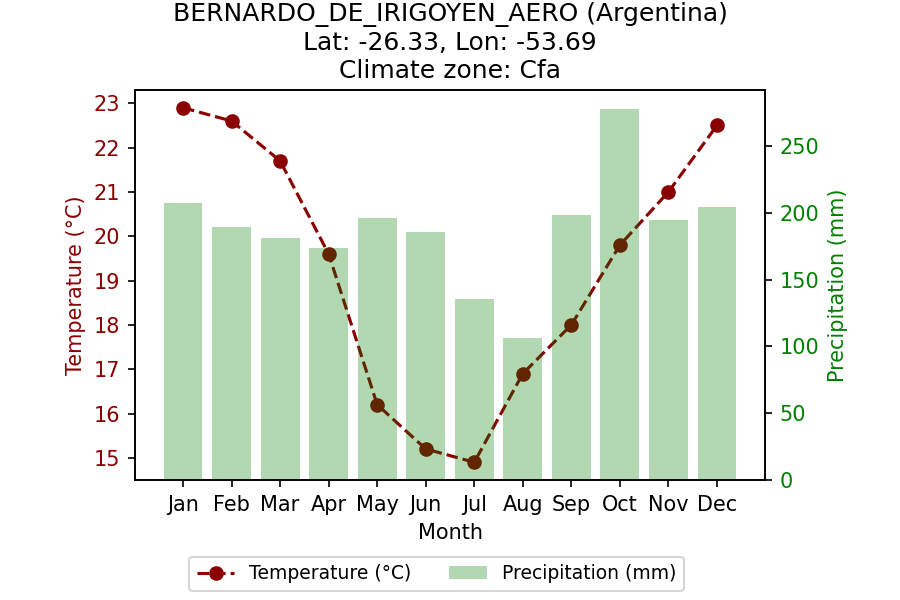 BERNARDO_DE_IRIGOYEN_AERO (Argentina)
Lat: -26.33, Lon: -53.69
Climate zone: Cfa
23
22
21
20
19
18
17
16
15
Temperature (°C)
250
200
150
100
50
0
Precipitation (mm)
Jan Feb Mar Apr May Jun Jul Aug Sep Oct Nov Dec
Month
Temperature (°C) Precipitation (mm)